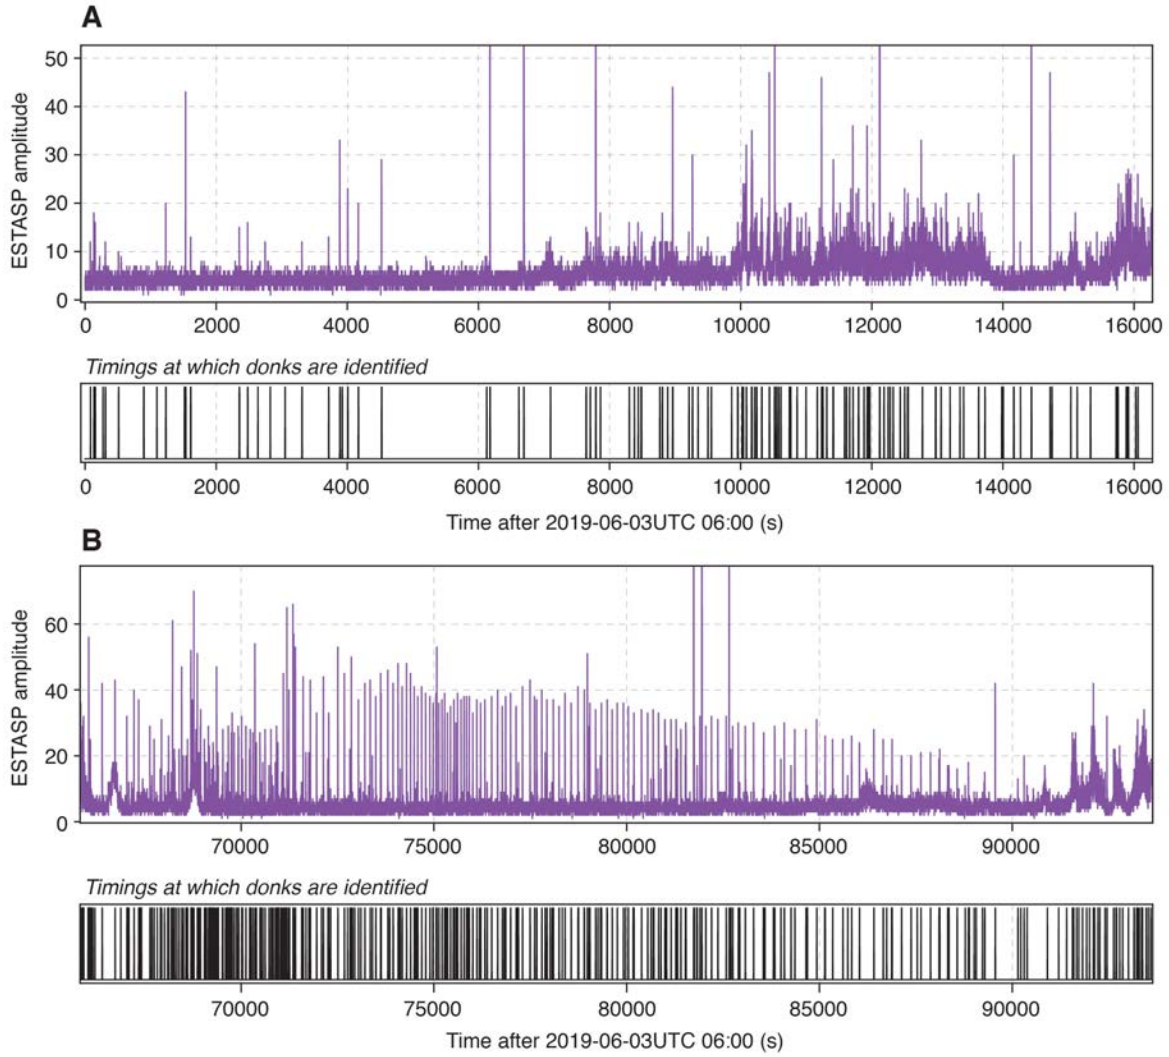 A
ESTASP amplitude
50
40
30
20
10
0
0 2000 4000 6000 8000 10000 12000 14000 16000
Timings at which donks are identified
0 2000 4000 6000 8000 10000 12000 14000 16000
Time after 2019-06-03UTC 06:00 (s)
B
ESTASP amplitude
60
40
20
0
70000 75000 80000 85000 90000
Timings at which donks are identified
70000 75000 80000 85000 90000
Time after 2019-06-03UTC 06:00 (s)